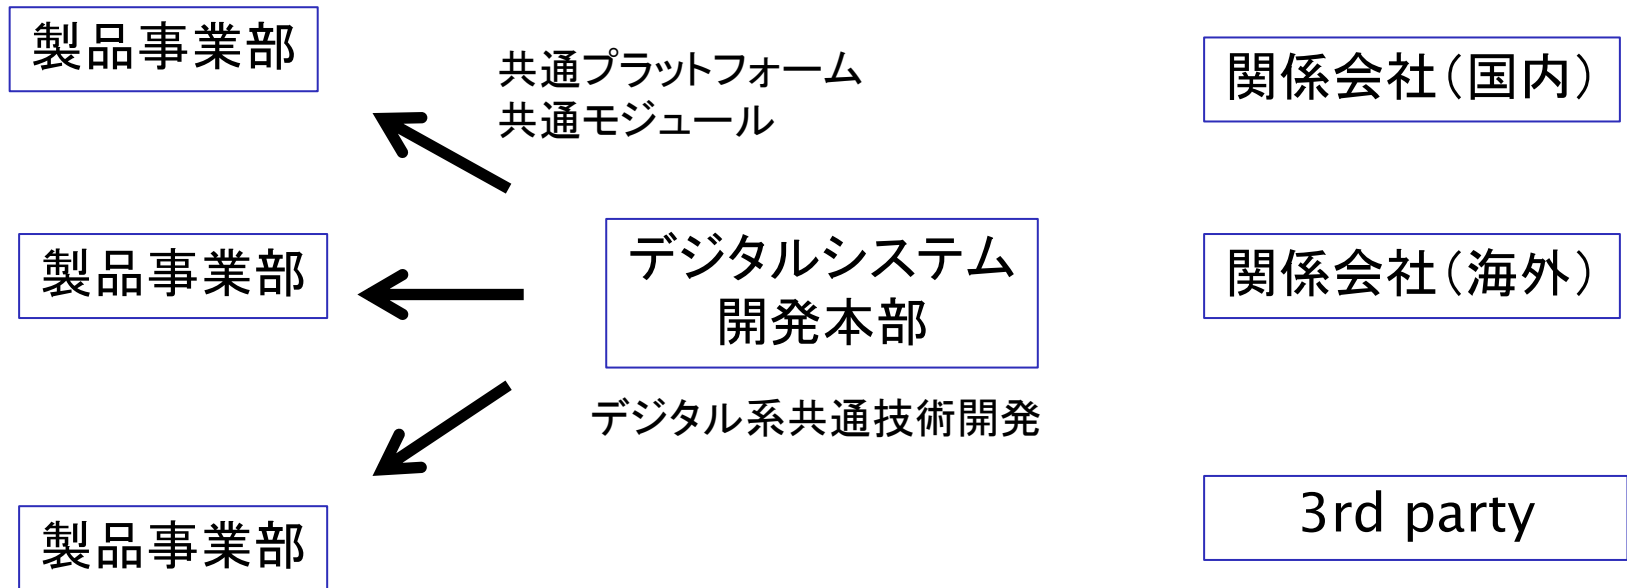 製品事業部
共通プラットフォーム
共通モジュール
関係会社（国内）
製品事業部
デジタルシステム
開発本部
関係会社（海外）
デジタル系共通技術開発
製品事業部
3rd party